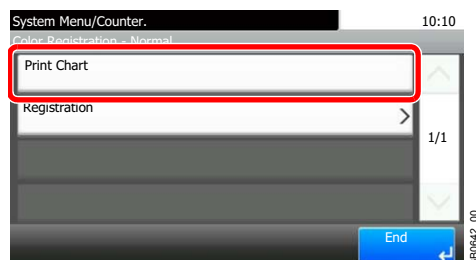 System Menu/Counter. 10:10
Color Registration - Normal
Print Chart
Registration
1/1
End